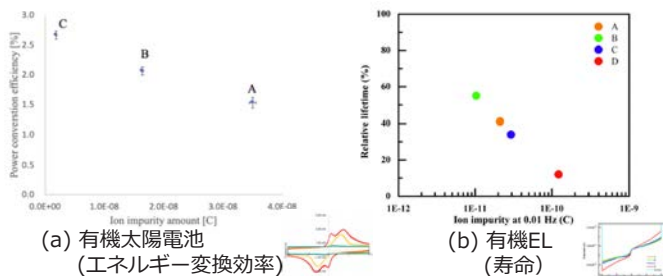 3.0
2.5
2.0
1.5
1.0
0.5
0.0
Power converstion efficiency [%]
C
B
A
0.0E+00 1.0E-08 2.0E-08 3.0E-08 4.0E-08
Ion impurity amount [C]
(a) 有機太陽電池
(エネルギー変換効率)
100
80
60
40
20
0
Relative lifetime (%)
A
B
C
D
1E-12 1E-11 1E-10 1E-9
Ion impurity at 0.01 Hz (C)
(b) 有機EL
(寿命)